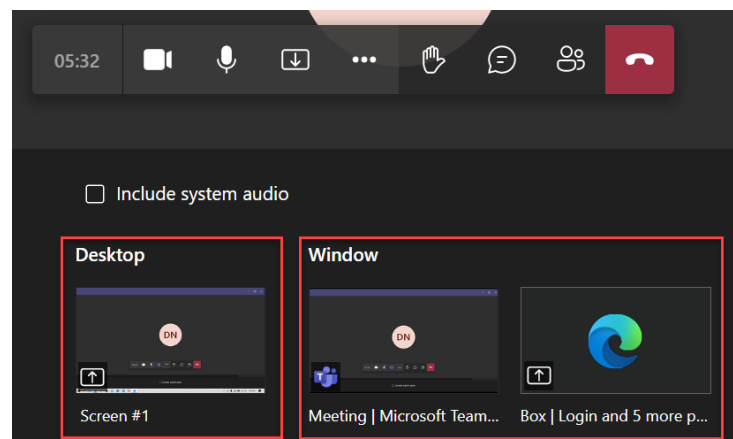 05:32
Include system audio
Desktop
Window
DN
DN
Screen #1
Meeting | Microsoft Team...
Box | Login and 5 more p...